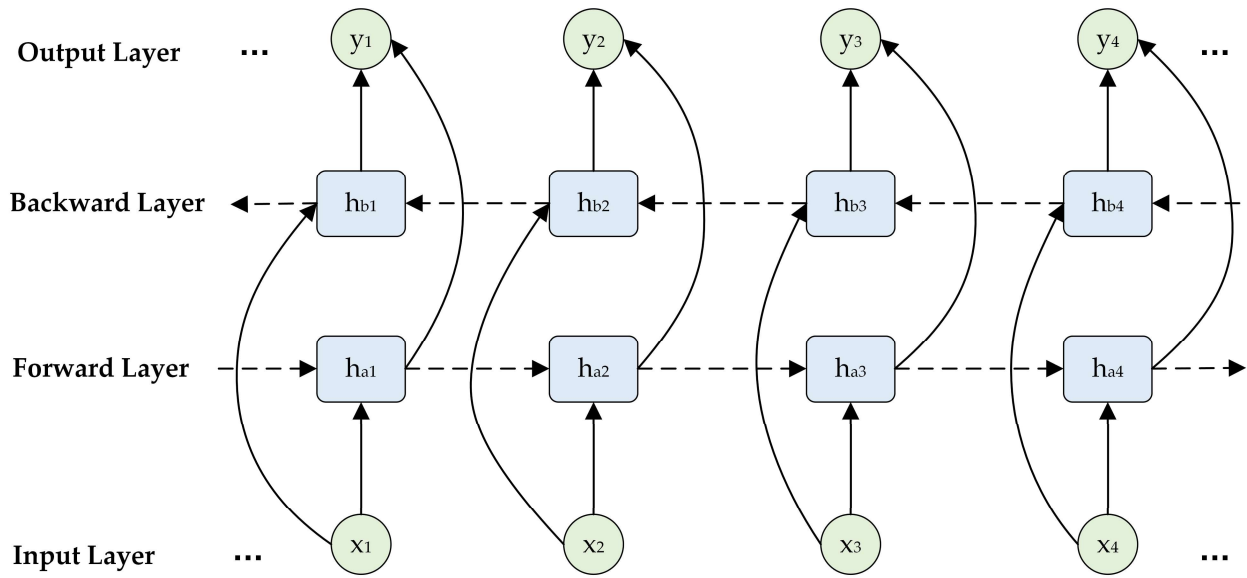 Output Layer ... y1 y2 y3 y4 ...
Backward Layer hb1 hb2 hb3 hb4
Forward Layer ha1 ha2 ha3 ha4
Input Layer ... x1 x2 x3 x4 ...